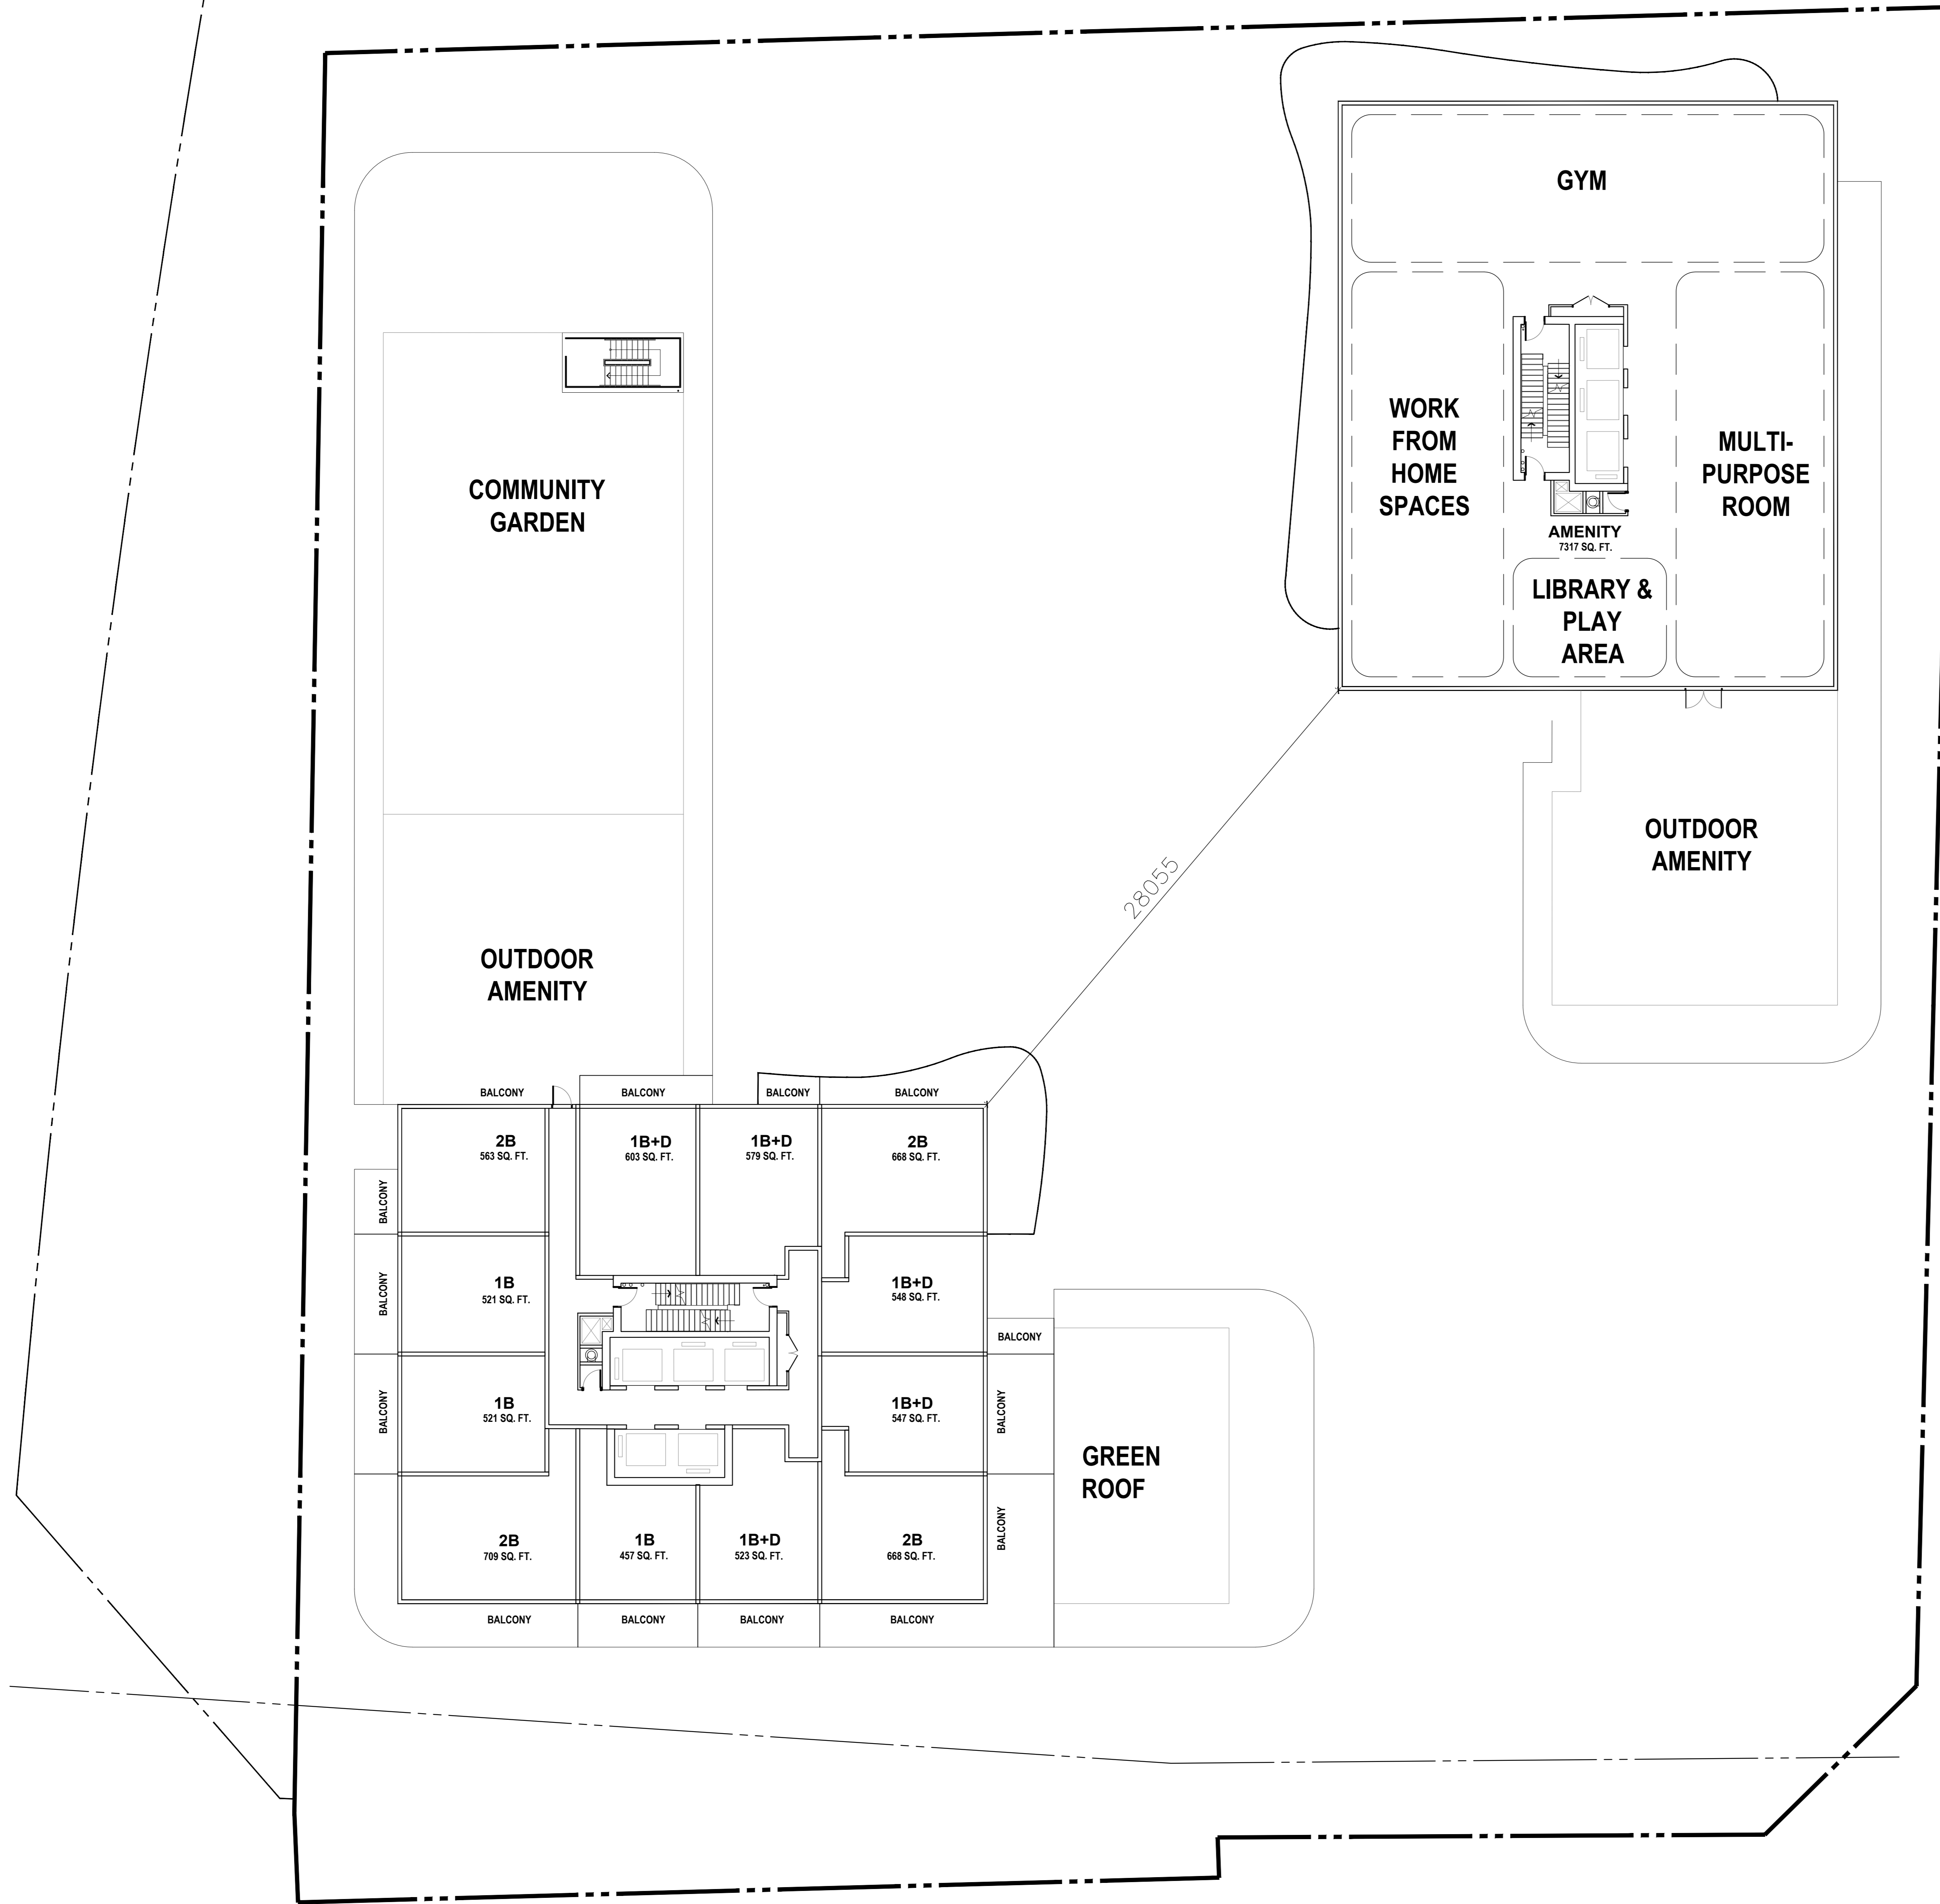 GYM
WORK
FROM
HOME
SPACES
MULTI-
PURPOSE
ROOM
AMENITY
7317 SQ. FT.
LIBRARY &
PLAY
AREA
COMMUNITY
GARDEN
OUTDOOR
AMENITY
28055
OUTDOOR
AMENITY
BALCONY
BALCONY
BALCONY
BALCONY
2B
563 SQ. FT.
1B+D
603 SQ. FT.
1B+D
579 SQ. FT.
2B
668 SQ. FT.
BALCONY
BALCONY
1B
521 SQ. FT.
1B+D
548 SQ. FT.
BALCONY
BALCONY
1B
521 SQ. FT.
1B+D
547 SQ. FT.
BALCONY
GREEN
ROOF
2B
709 SQ. FT.
1B
457 SQ. FT.
1B+D
523 SQ. FT.
2B
668 SQ. FT.
BALCONY
BALCONY
BALCONY
BALCONY
BALCONY